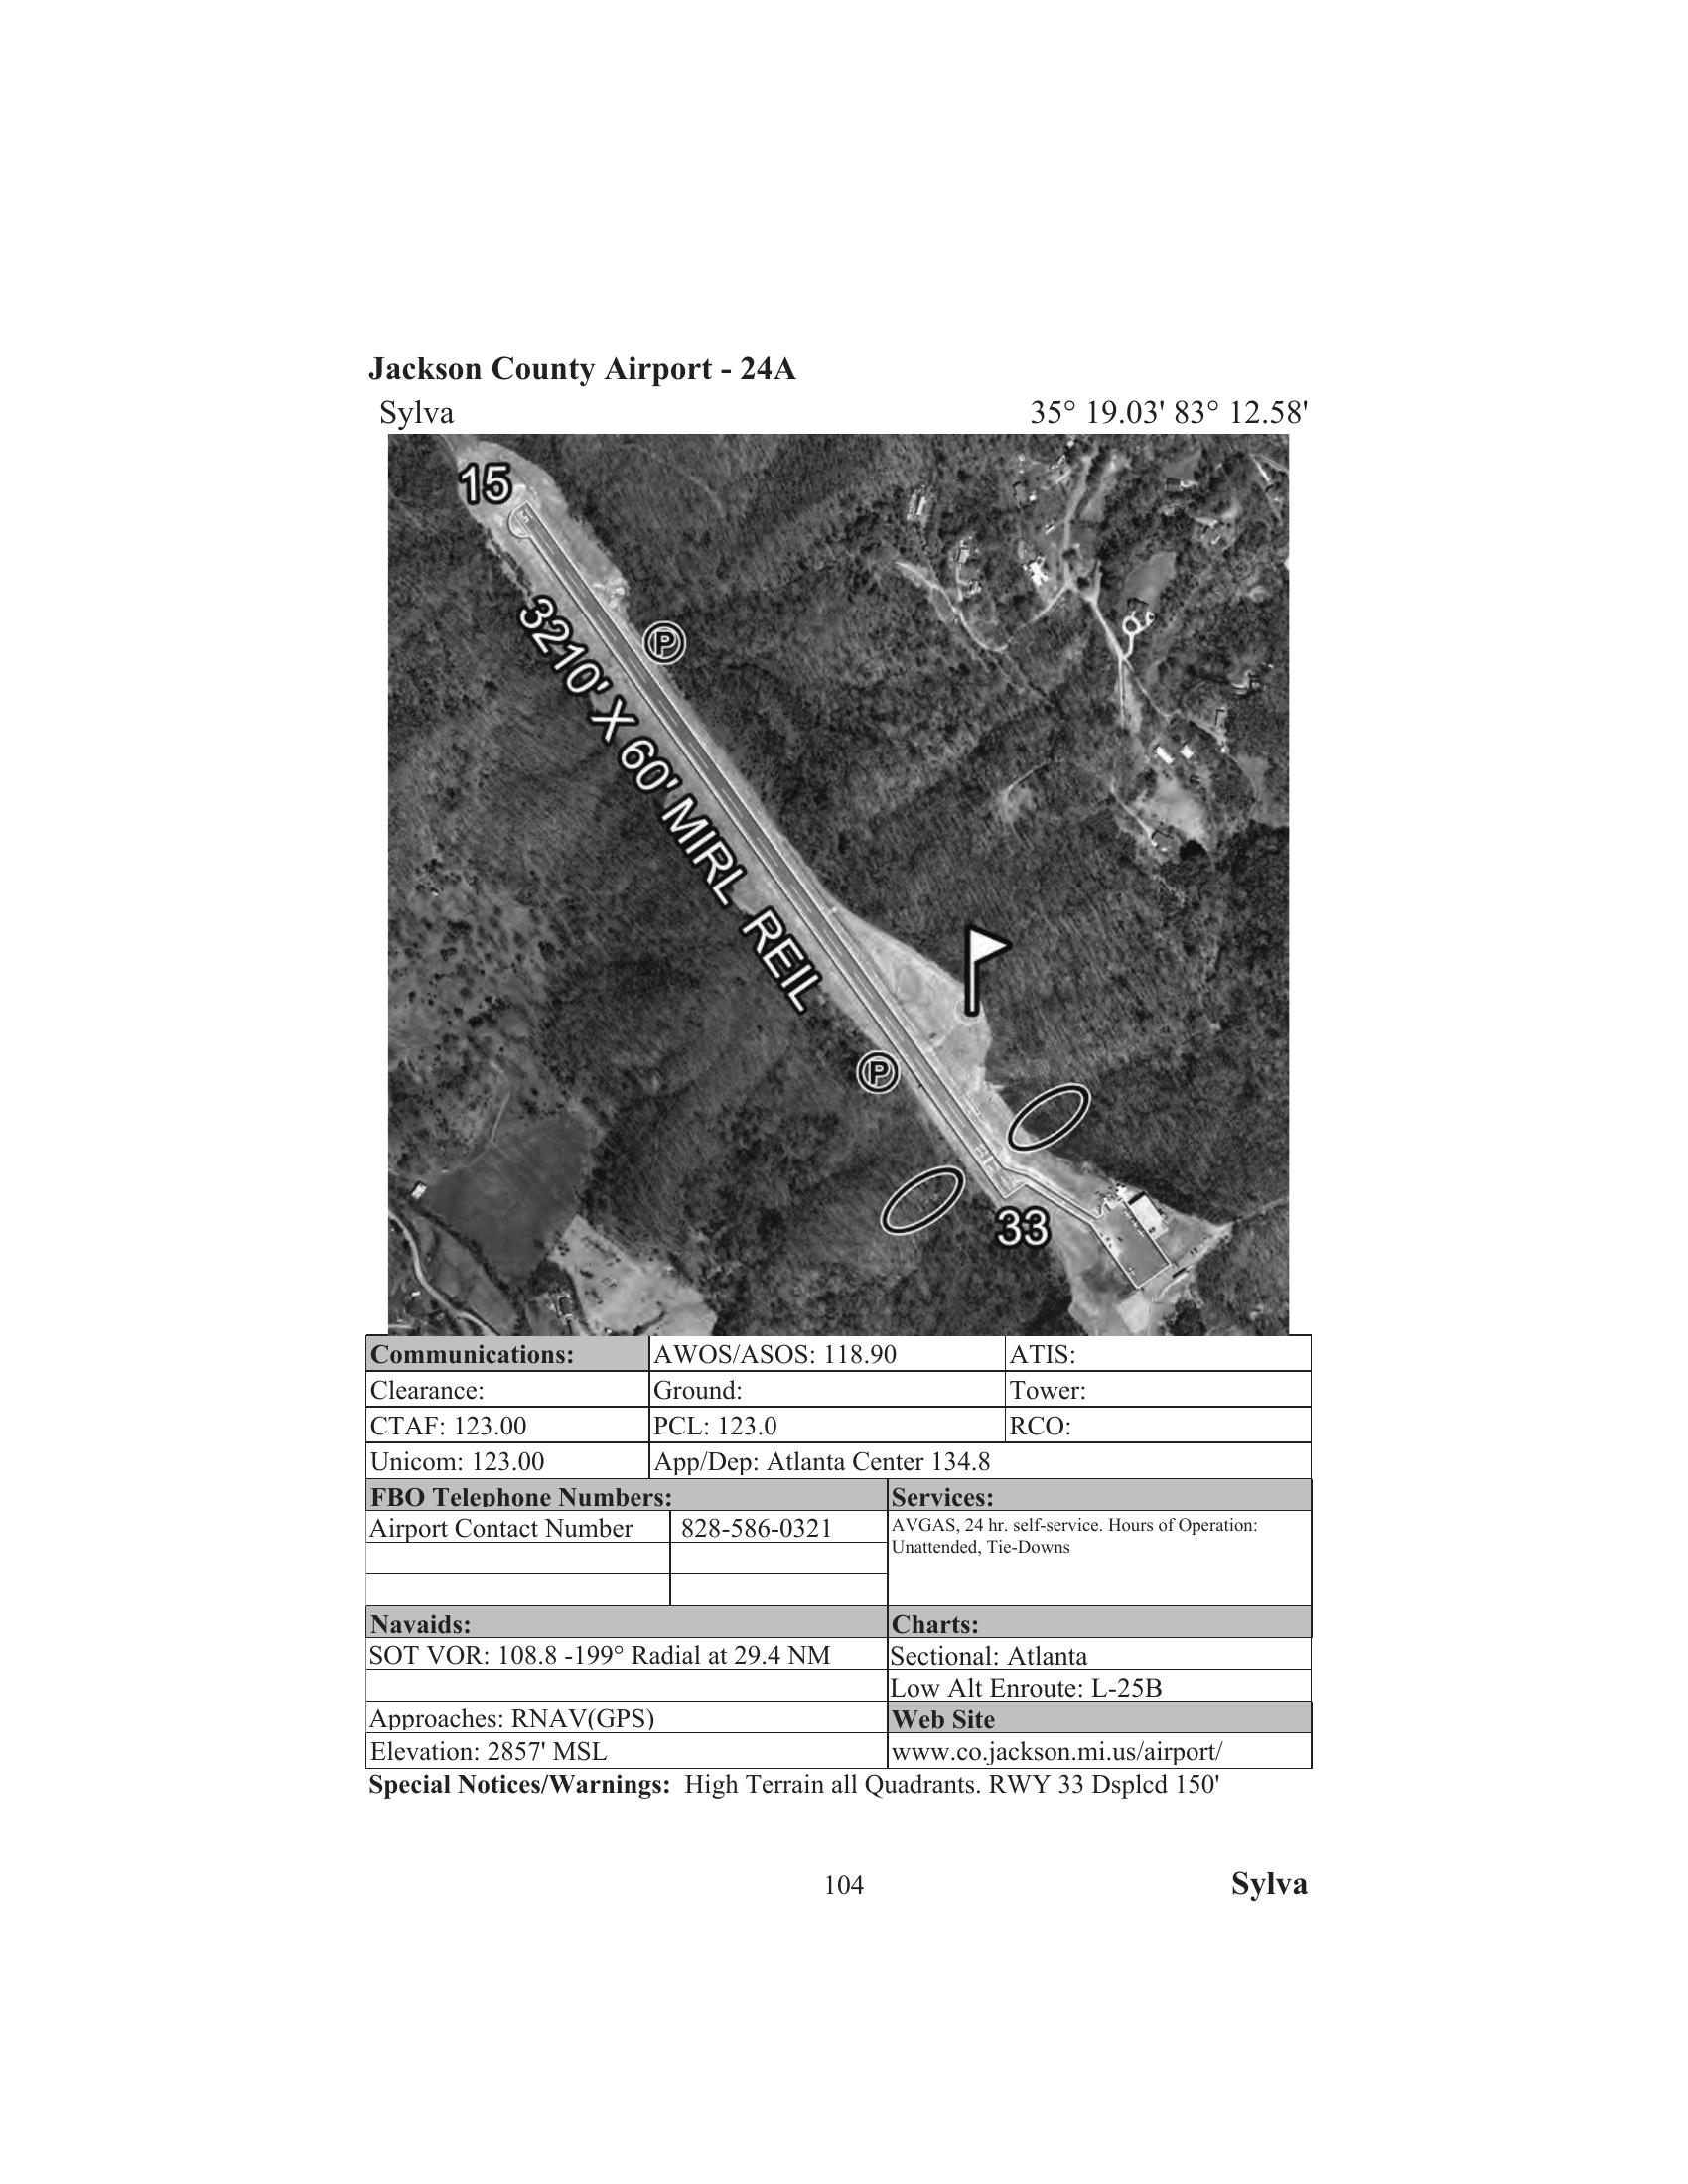 Jackson County Airport - 24A
Sylva 35° 19.03' 83° 12.58'
15
P
3210' X 60' MIRL REIL
P
33
Communications: AWOS/ASOS: 118.90 ATIS:
Clearance: Ground: Tower:
CTAF: 123.00 PCL: 123.0 RCO:
Unicom: 123.00 App/Dep: Atlanta Center 134.8
FBO Telephone Numbers: Services:
Airport Contact Number 828-586-0321 AVGAS, 24 hr. self-service. Hours of Operation:
Unattended, Tie-Downs
Navaids: Charts:
SOT VOR: 108.8 -199° Radial at 29.4 NM Sectional: Atlanta
Low Alt Enroute: L-25B
Approaches: RNAV(GPS) Web Site
Elevation: 2857' MSL www.co.jackson.mi.us/airport/
Special Notices/Warnings: High Terrain all Quadrants. RWY 33 Dsplcd 150'
104 Sylva